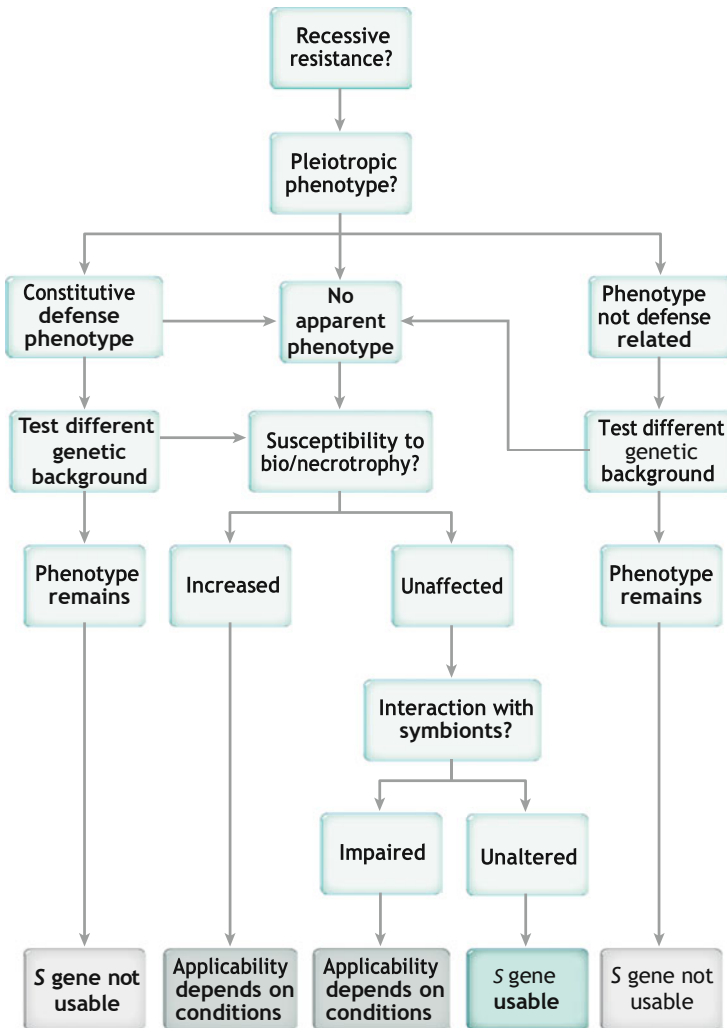 Recessive
resistance?
Pleiotropic
phenotype?
Constitutive
defense
phenotype
No
apparent
phenotype
Phenotype
not defense
related
Test different
genetic
background
Susceptibility to
bio/necrotrophy?
Test different
genetic
background
Phenotype
remains
Increased
Unaffected
Phenotype
remains
Interaction with
symbionts?
Impaired
Unaltered
S gene not
usable
Applicability
depends on
conditions
Applicability
depends on
conditions
S gene
usable
S gene not
usable